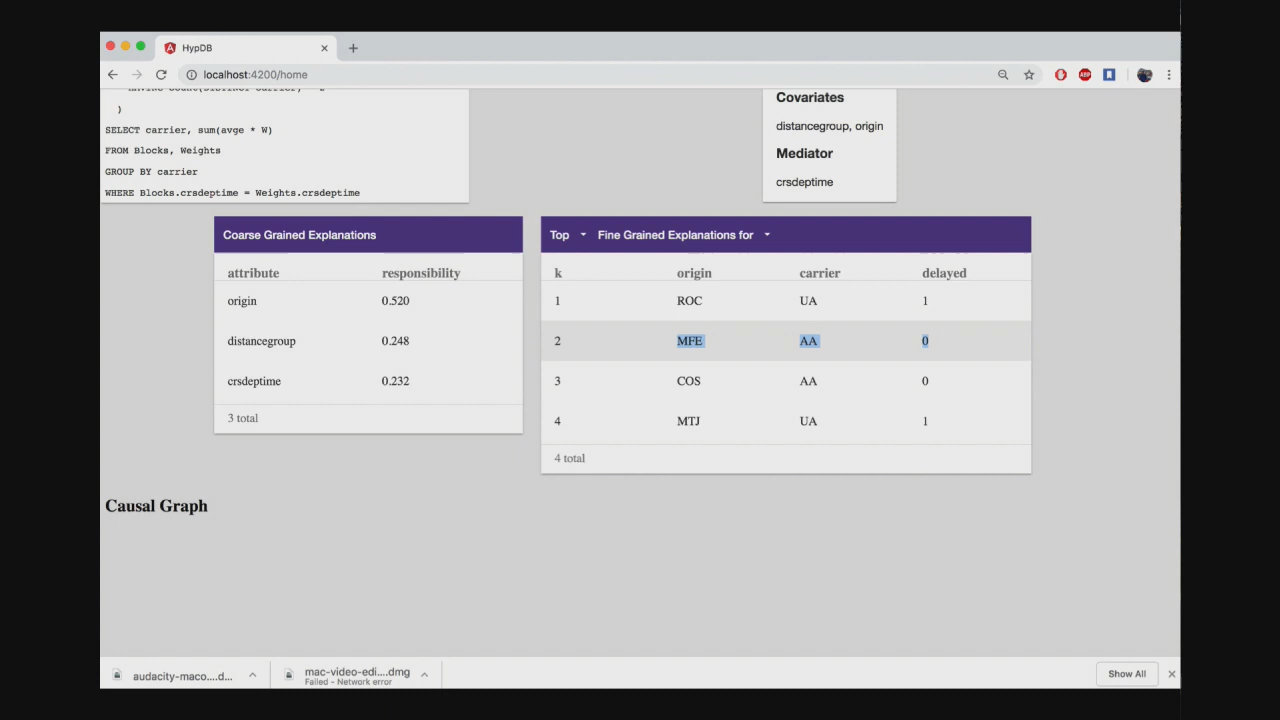 HypDB
localhost:4200/home
)
SELECT carrier, sum(avge * W)
FROM Blocks, Weights
GROUP BY carrier
WHERE Blocks.crsdeptime = Weights.crsdeptime
Covariates
distancegroup, origin
Mediator
crsdeptime
Coarse Grained Explanations
attribute responsibility
origin 0.520
distancegroup 0.248
crsdeptime 0.232
3 total
Top Fine Grained Explanations for
k origin carrier delayed
1 ROC UA 1
2 MFE AA 0
3 COS AA 0
4 MTJ UA 1
4 total
Causal Graph
audacity-maco....d...
mac-video-edi....dmg
Failed - Network error
Show All